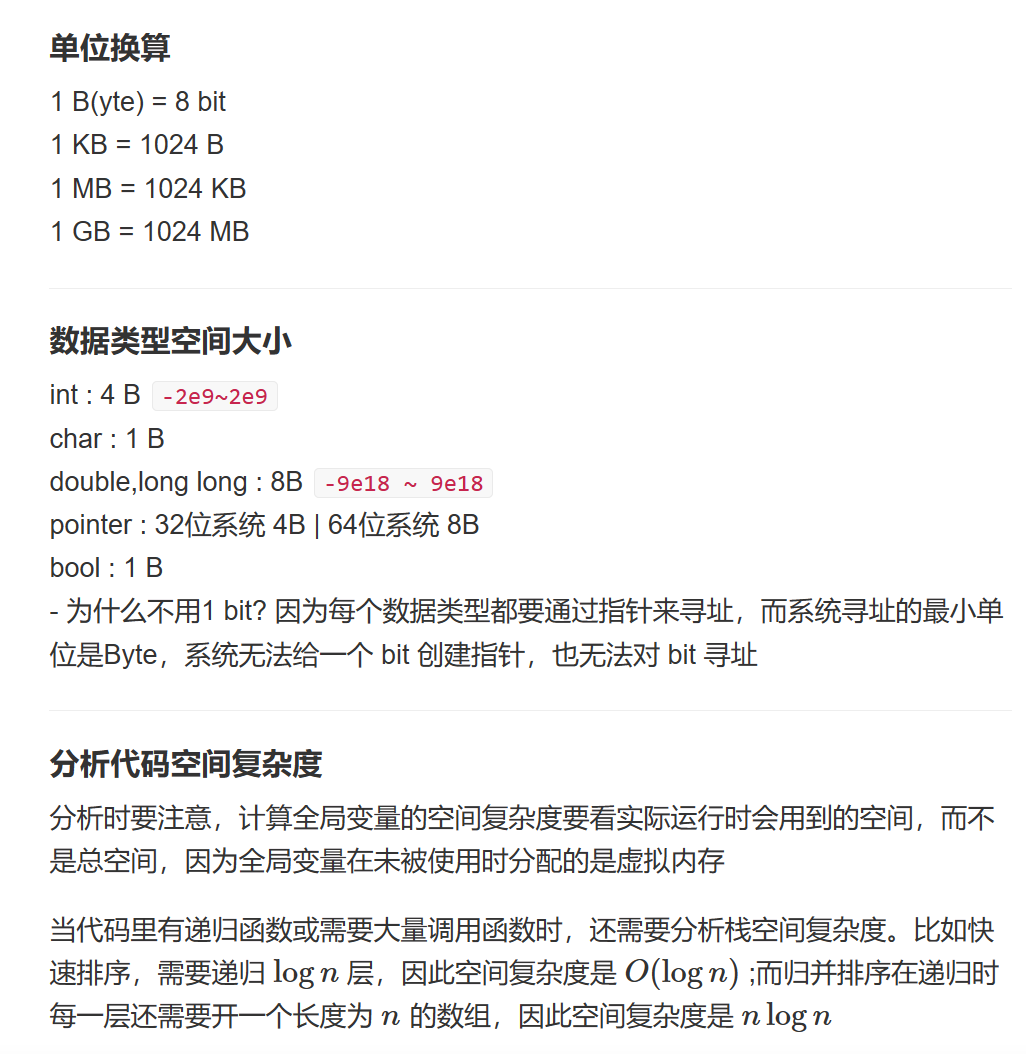 单位换算
1 B(yte) = 8 bit
1 KB = 1024 B
1 MB = 1024 KB
1 GB = 1024 MB
数据类型空间大小
int : 4 B -2e9~2e9
char : 1 B
double,long long : 8B -9e18 ~ 9e18
pointer : 32位系统 4B | 64位系统 8B
bool : 1 B
- 为什么不用1 bit? 因为每个数据类型都要通过指针来寻址，而系统寻址的最小单
位是Byte，系统无法给一个 bit 创建指针，也无法对 bit 寻址
分析代码空间复杂度
分析时要注意，计算全局变量的空间复杂度要看实际运行时会用到的空间，而不
是总空间，因为全局变量在未被使用时分配的是虚拟内存
当代码里有递归函数或需要大量调用函数时，还需要分析栈空间复杂度。比如快
速排序，需要递归 log n 层，因此空间复杂度是 O(log n) ;而归并排序在递归时
每一层还需要开一个长度为 n 的数组，因此空间复杂度是 n log n